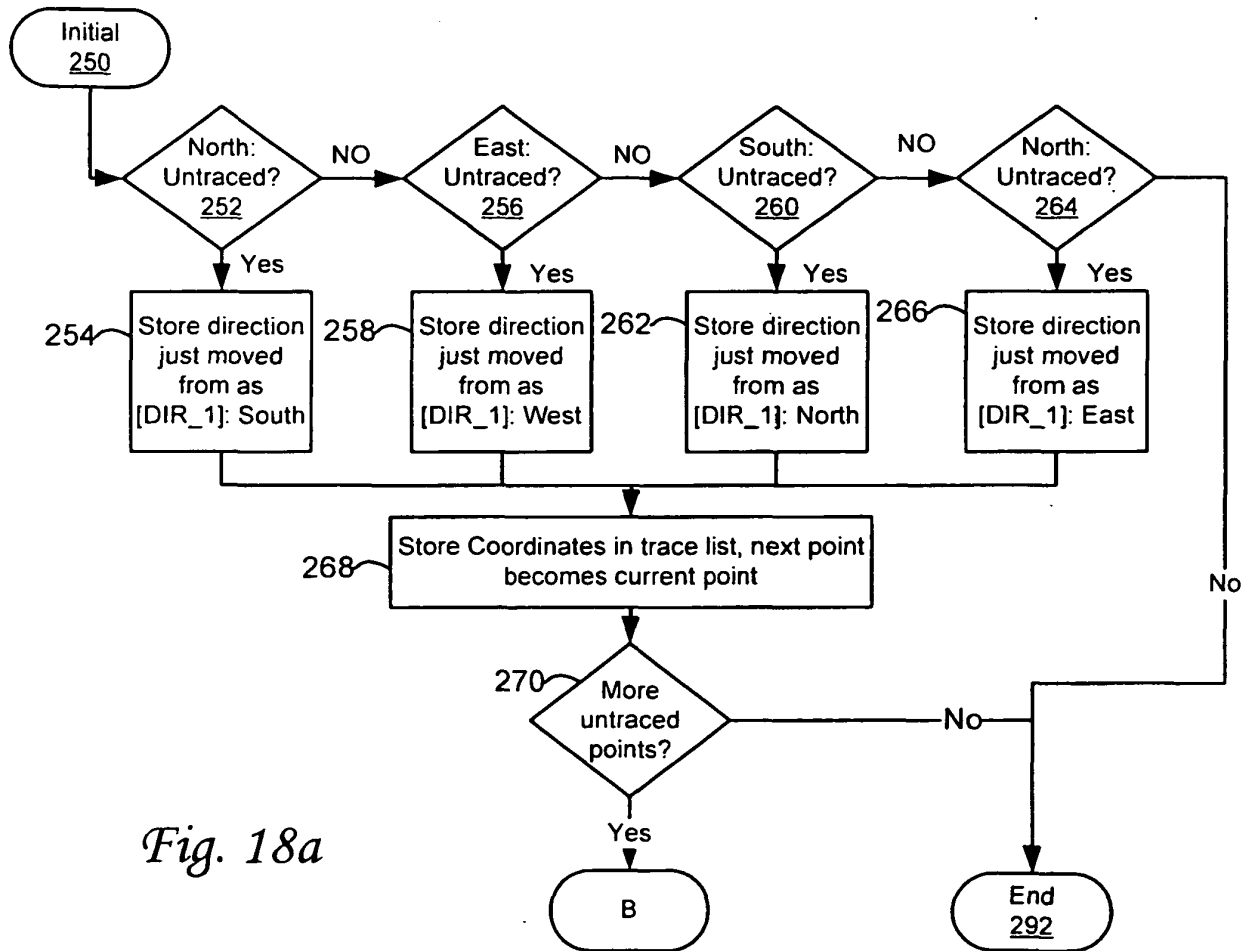 Initial
250
North:
Untraced?
252
NO
East:
Untraced?
256
NO
South:
Untraced?
260
NO
North:
Untraced?
264
Yes
Yes
Yes
Yes
254
Store direction
just moved
from as
[DIR_1]: South
258
Store direction
just moved
from as
[DIR_1]: West
262
Store direction
just moved
from as
[DIR_1]: North
266
Store direction
just moved
from as
[DIR_1]: East
268
Store Coordinates in trace list, next point
becomes current point
No
270
More
untraced
points?
No
Yes
Fig. 18a
B
End
292